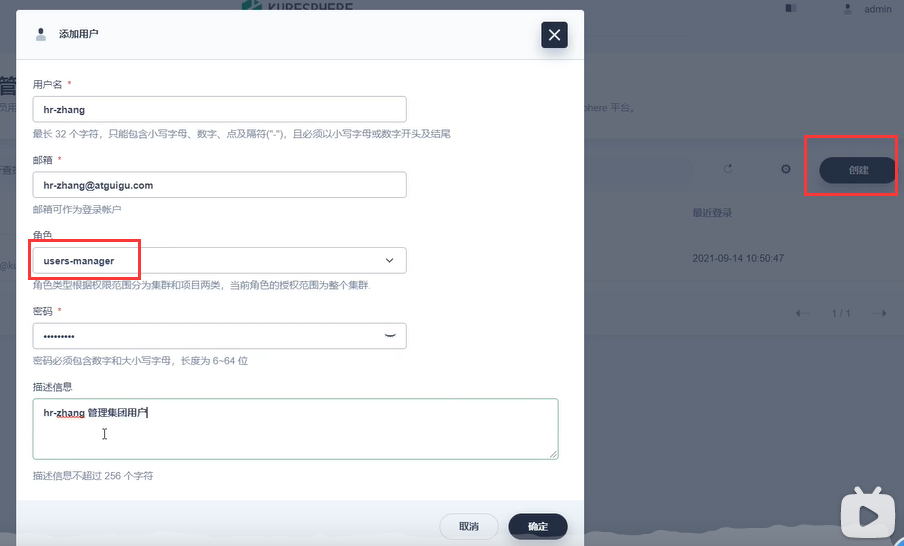 KUBESPHERE
admin
添加用户
用户名 *
hr-zhang
最长 32 个字符，只能包含小写字母、数字、点及隔符("-")，且必须以小写字母或数字开头及结尾
邮箱 *
hr-zhang@atguigu.com
邮箱可作为登录帐户
角色
users-manager
角色类型根据权限范围分为集群和项目两类，当前角色的授权范围为整个集群.
密码 *
•••••••••
密码必须包含数字和大小写字母，长度为 6~64 位
描述信息
hr-zhang 管理集团用户
描述信息不超过 256 个字符
取消
确定
管
phere 平台。
创建
最近登录
2021-09-14 10:50:47
1 / 1